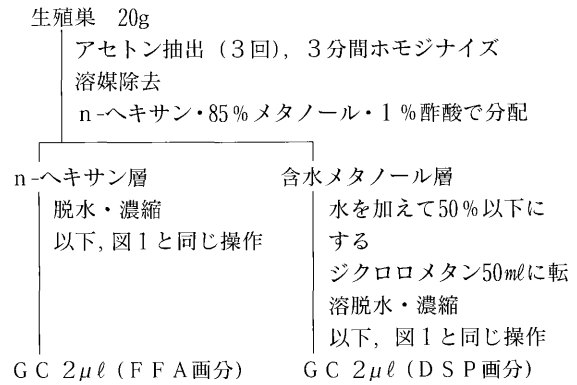 生殖巣 20g
アセトン抽出（3回），3分間ホモジナイズ
溶媒除去
n-ヘキサン・85％メタノール・1％酢酸で分配
n-ヘキサン層
脱水・濃縮
以下，図1と同じ操作
GC 2μℓ（FFA画分）
含水メタノール層
水を加えて50％以下に
する
ジクロロメタン50mℓに転
溶脱水・濃縮
以下，図1と同じ操作
GC 2μℓ（DSP画分）